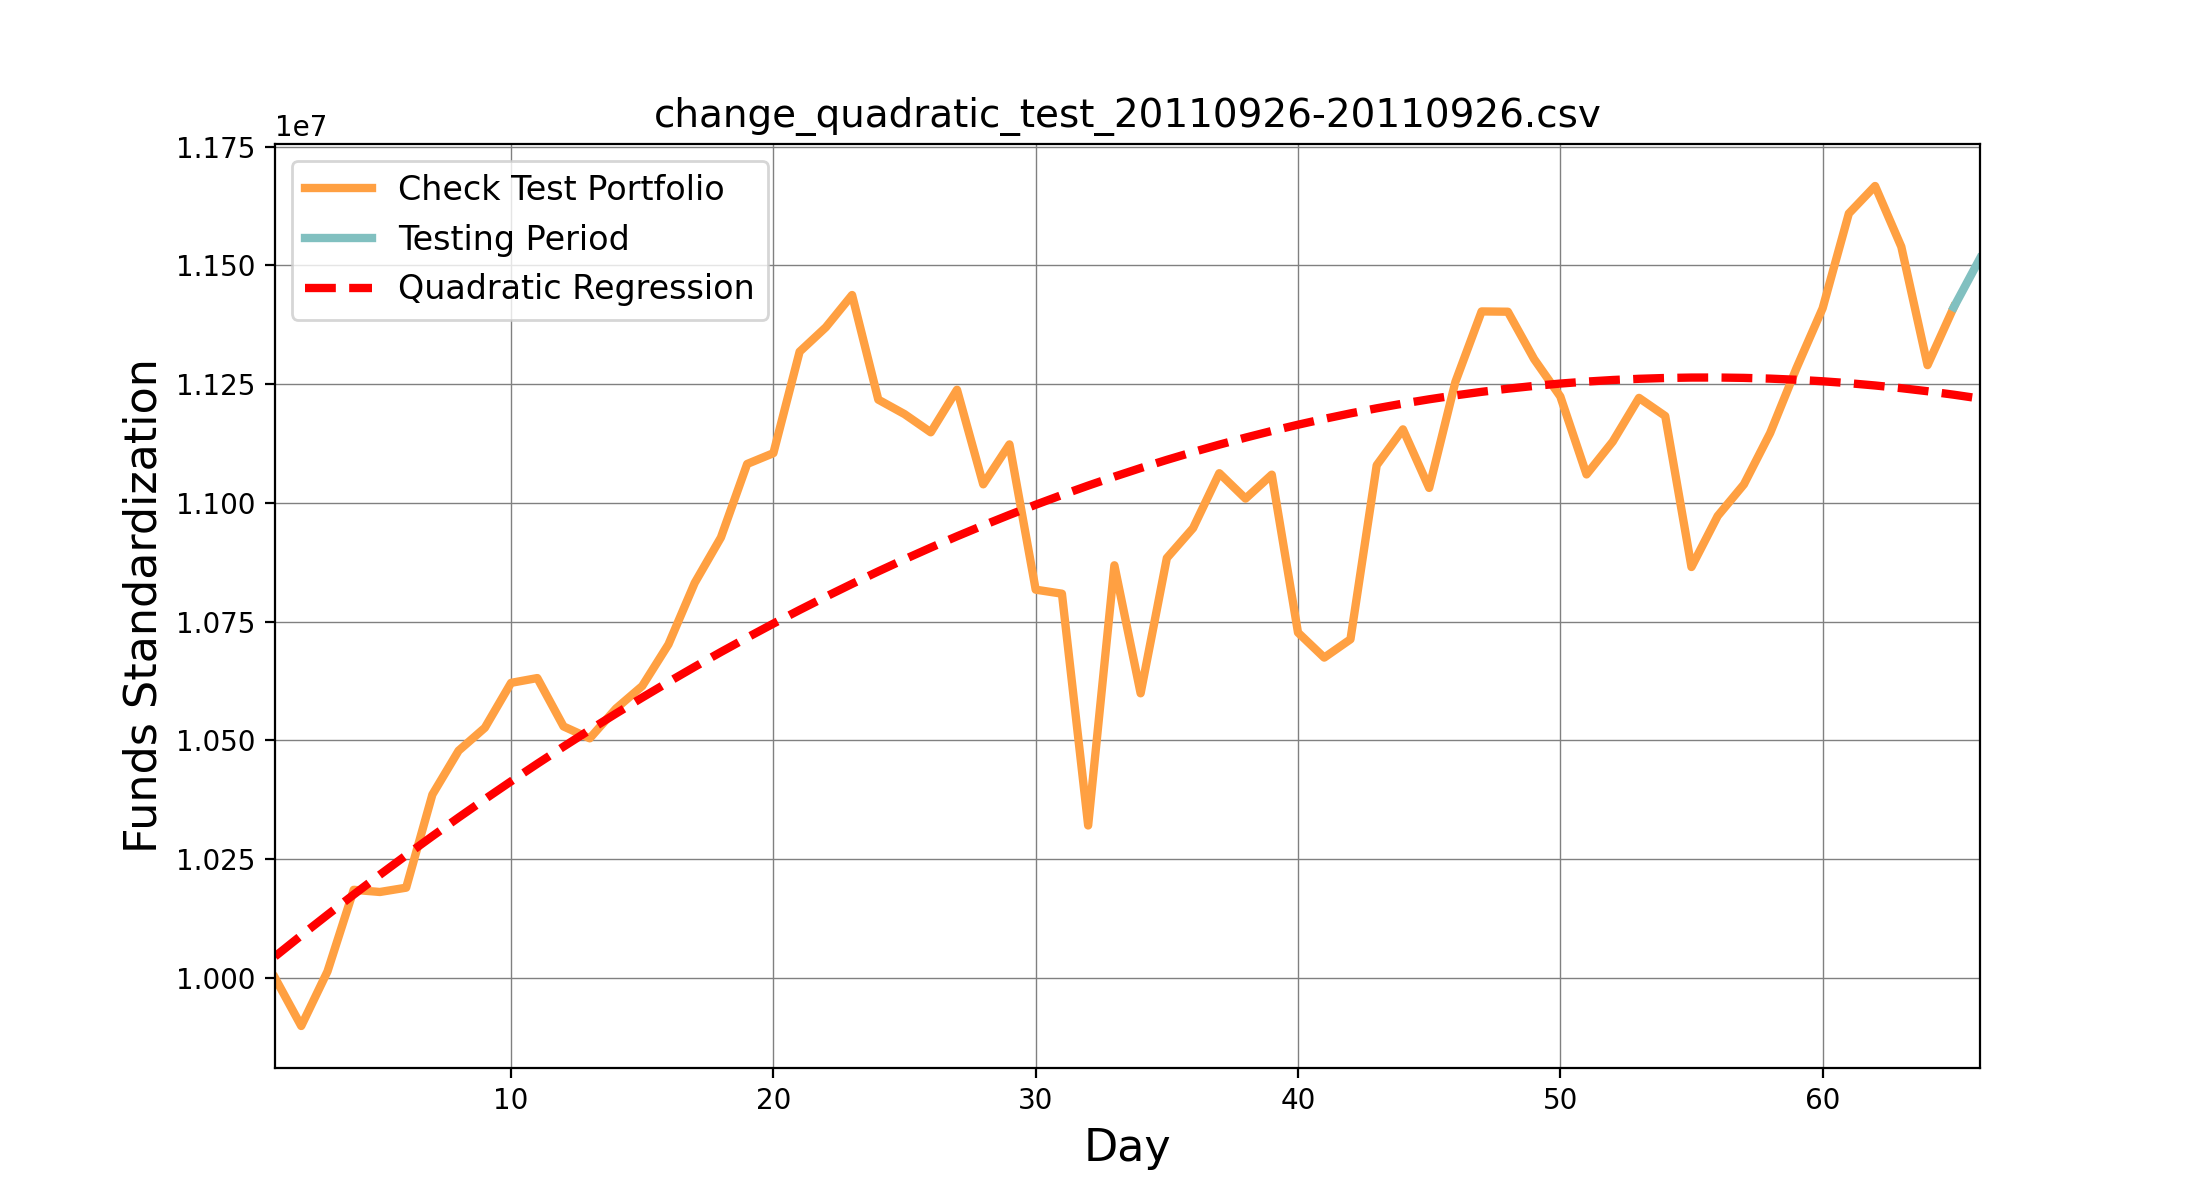 change_quadratic_test_20110926-20110926.csv
1e7
Check Test Portfolio
Testing Period
Quadratic Regression
1.175
1.150
1.125
1.100
1.075
1.050
1.025
1.000
Funds Standardization
10 20 30 40 50 60
Day